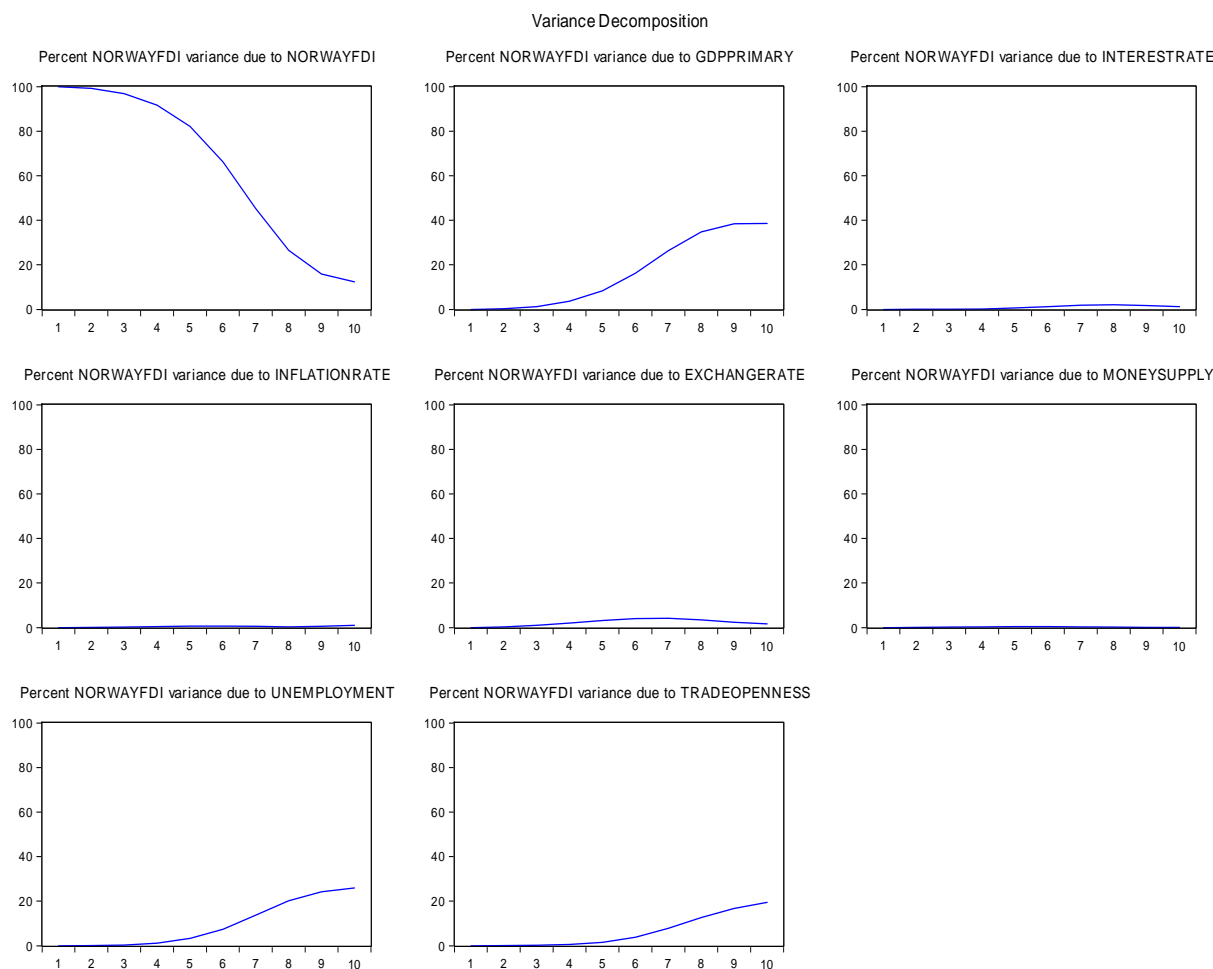 Variance Decomposition
Percent NORWAYFDI variance due to NORWAYFDI
100
80
60
40
20
0
1 2 3 4 5 6 7 8 9 10
Percent NORWAYFDI variance due to GDPPRIMARY
100
80
60
40
20
0
1 2 3 4 5 6 7 8 9 10
Percent NORWAYFDI variance due to INTERESTRATE
100
80
60
40
20
0
1 2 3 4 5 6 7 8 9 10
Percent NORWAYFDI variance due to INFLATIONRATE
100
80
60
40
20
0
1 2 3 4 5 6 7 8 9 10
Percent NORWAYFDI variance due to EXCHANGERATE
100
80
60
40
20
0
1 2 3 4 5 6 7 8 9 10
Percent NORWAYFDI variance due to MONEYSUPPLY
100
80
60
40
20
0
1 2 3 4 5 6 7 8 9 10
Percent NORWAYFDI variance due to UNEMPLOYMENT
100
80
60
40
20
0
1 2 3 4 5 6 7 8 9 10
Percent NORWAYFDI variance due to TRADEOPENNESS
100
80
60
40
20
0
1 2 3 4 5 6 7 8 9 10